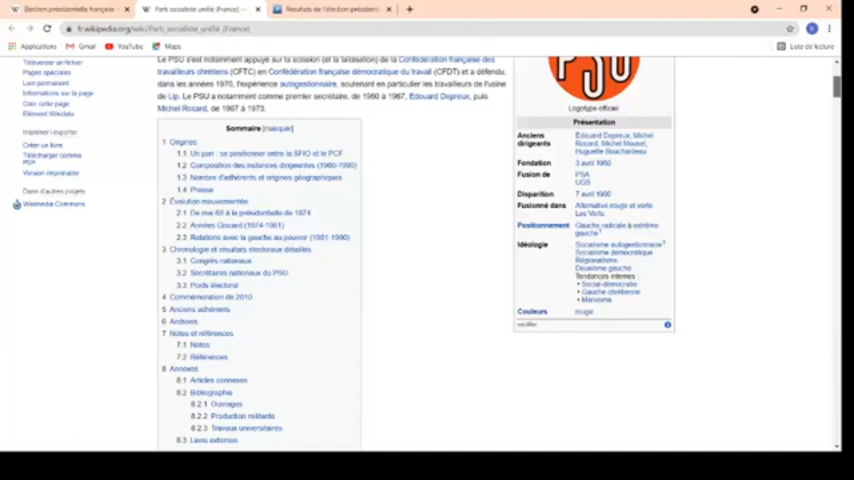 Élection présidentielle française
Parti socialiste unifié (France) —
Résultats de l'élection présidentie
fr.wikipedia.org/wiki/Parti_socialiste_unifié_(France)
Applications
Gmail
YouTube
Maps
Liste de lecture
Téléverser un fichier
Pages spéciales
Lien permanent
Informations sur la page
Citer cette page
Élément Wikidata
Imprimer/exporter
Créer un livre
Télécharger comme
PDF
Version imprimable
Dans d'autres projets
Wikimedia Commons
Le PSU s'est notamment appuyé sur la scission (et la laïcisation) de la Confédération française des
travailleurs chrétiens (CFTC) en Confédération française démocratique du travail (CFDT) et a défendu,
dans les années 1970, l'expérience autogestionnaire, soutenant en particulier les travailleurs de l'usine
de Lip. Le PSU a notamment comme premier secrétaire, de 1960 à 1967, Édouard Depreux, puis
Michel Rocard, de 1967 à 1973.
Sommaire [masquer]
1 Origines
1.1 Un pari : se positionner entre la SFIO et le PCF
1.2 Composition des instances dirigeantes (1960-1990)
1.3 Nombre d'adhérents et origines géographiques
1.4 Presse
2 Évolution mouvementée
2.1 De mai 68 à la présidentielle de 1974
2.2 Années Giscard (1974-1981)
2.3 Relations avec la gauche au pouvoir (1981-1990)
3 Chronologie et résultats électoraux détaillés
3.1 Congrès nationaux
3.2 Secrétaires nationaux du PSU
3.3 Poids électoral
4 Commémoration de 2010
5 Anciens adhérents
6 Archives
7 Notes et références
7.1 Notes
7.2 Références
8 Annexes
8.1 Articles connexes
8.2 Bibliographie
8.2.1 Ouvrages
8.2.2 Production militante
8.2.3 Travaux universitaires
8.3 Liens externes
PSU
Logotype officiel
Présentation
Anciens dirigeants Édouard Depreux, Michel
Rocard, Michel Mousel,
Huguette Bouchardeau
Fondation 3 avril 1960
Fusion de PSA
UGS
Disparition 7 avril 1990
Fusionné dans Alternative rouge et verte
Les Verts
Positionnement Gauche radicale à extrême
gauche1
Idéologie Socialisme autogestionnaire1
Socialisme démocratique
Régionalisme
Deuxième gauche
Tendances internes :
• Social-démocratie
• Gauche chrétienne
• Marxisme
Couleurs rouge
modifier